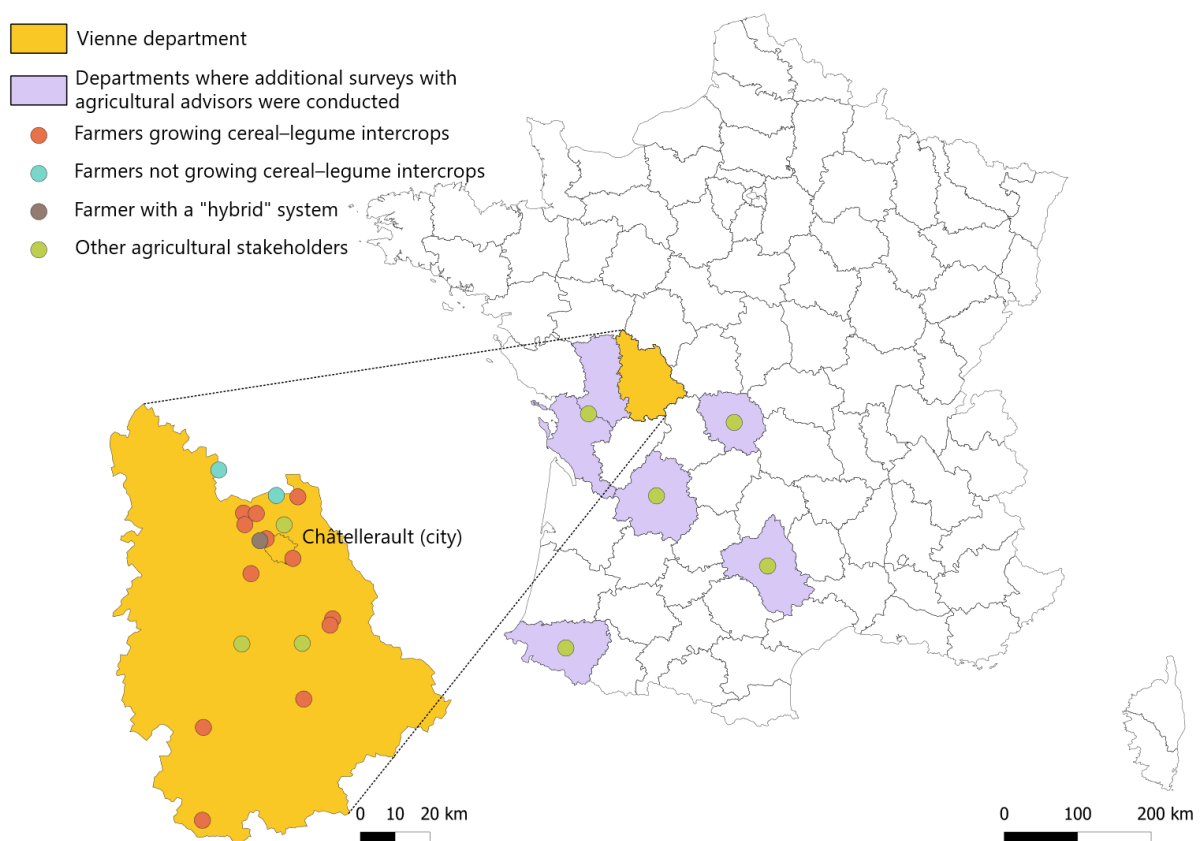 Vienne department
Departments where additional surveys with
agricultural advisors were conducted
Farmers growing cereal–legume intercrops
Farmers not growing cereal–legume intercrops
Farmer with a "hybrid" system
Other agricultural stakeholders
Châtellerault (city)
0 10 20 km
0 100 200 km